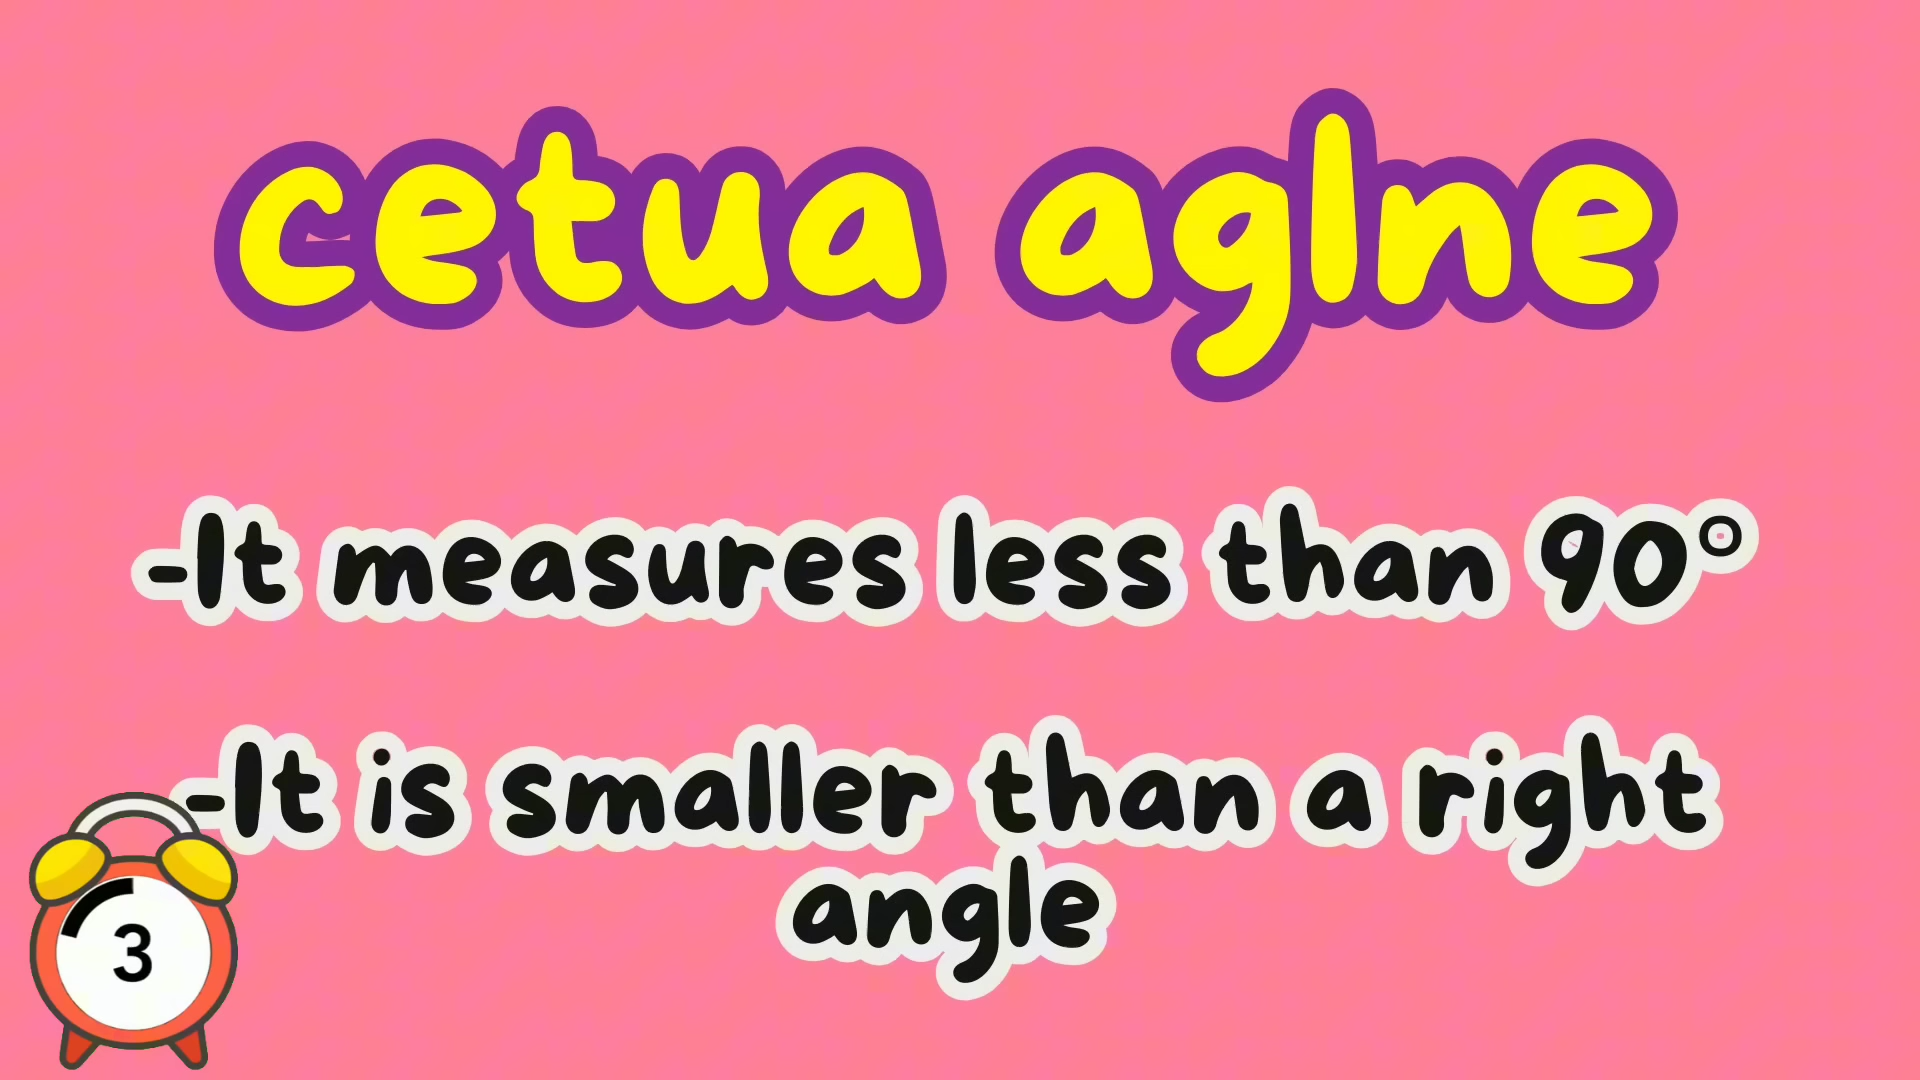 cetua aglne
-It measures less than 90°
-It is smaller than a right
angle
3